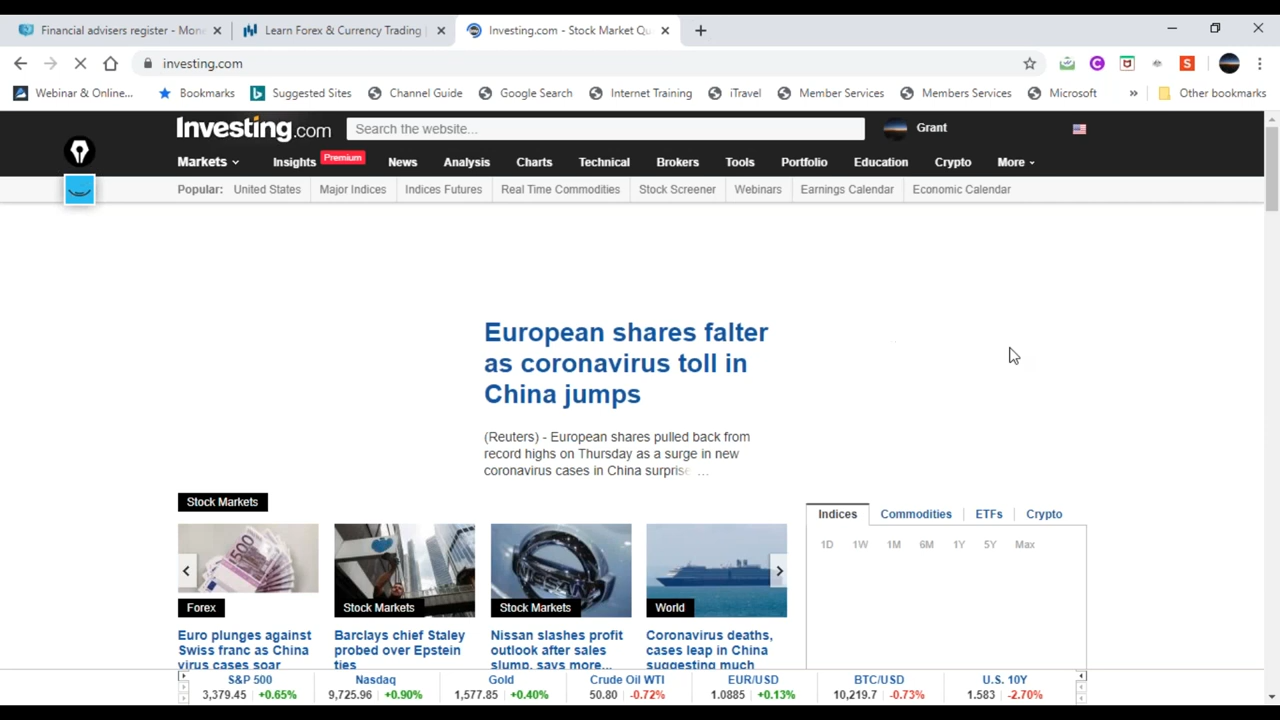 Financial advisers register - Mone
Learn Forex & Currency Trading |
Investing.com - Stock Market Qu
investing.com
Webinar & Online...
Bookmarks
Suggested Sites
Channel Guide
Google Search
Internet Training
iTravel
Member Services
Members Services
Microsoft
»
Other bookmarks
Investing.com
Search the website...
Grant
Markets
Insights
Premium
News
Analysis
Charts
Technical
Brokers
Tools
Portfolio
Education
Crypto
More
Popular:
United States
Major Indices
Indices Futures
Real Time Commodities
Stock Screener
Webinars
Earnings Calendar
Economic Calendar
European shares falter
as coronavirus toll in
China jumps
(Reuters) - European shares pulled back from
record highs on Thursday as a surge in new
coronavirus cases in China surprise ...
Stock Markets
Forex
Euro plunges against
Swiss franc as China
virus cases soar
Stock Markets
Barclays chief Staley
probed over Epstein
ties
Stock Markets
Nissan slashes profit
outlook after sales
slump, says more...
World
Coronavirus deaths,
cases leap in China
suggesting much
Indices
Commodities
ETFs
Crypto
1D 1W 1M 6M 1Y 5Y Max
S&P 500
3,379.45 +0.65%
Nasdaq
9,725.96 +0.90%
Gold
1,577.85 +0.40%
Crude Oil WTI
50.80 -0.72%
EUR/USD
1.0885 +0.13%
BTC/USD
10,219.7 -0.73%
U.S. 10Y
1.583 -2.70%